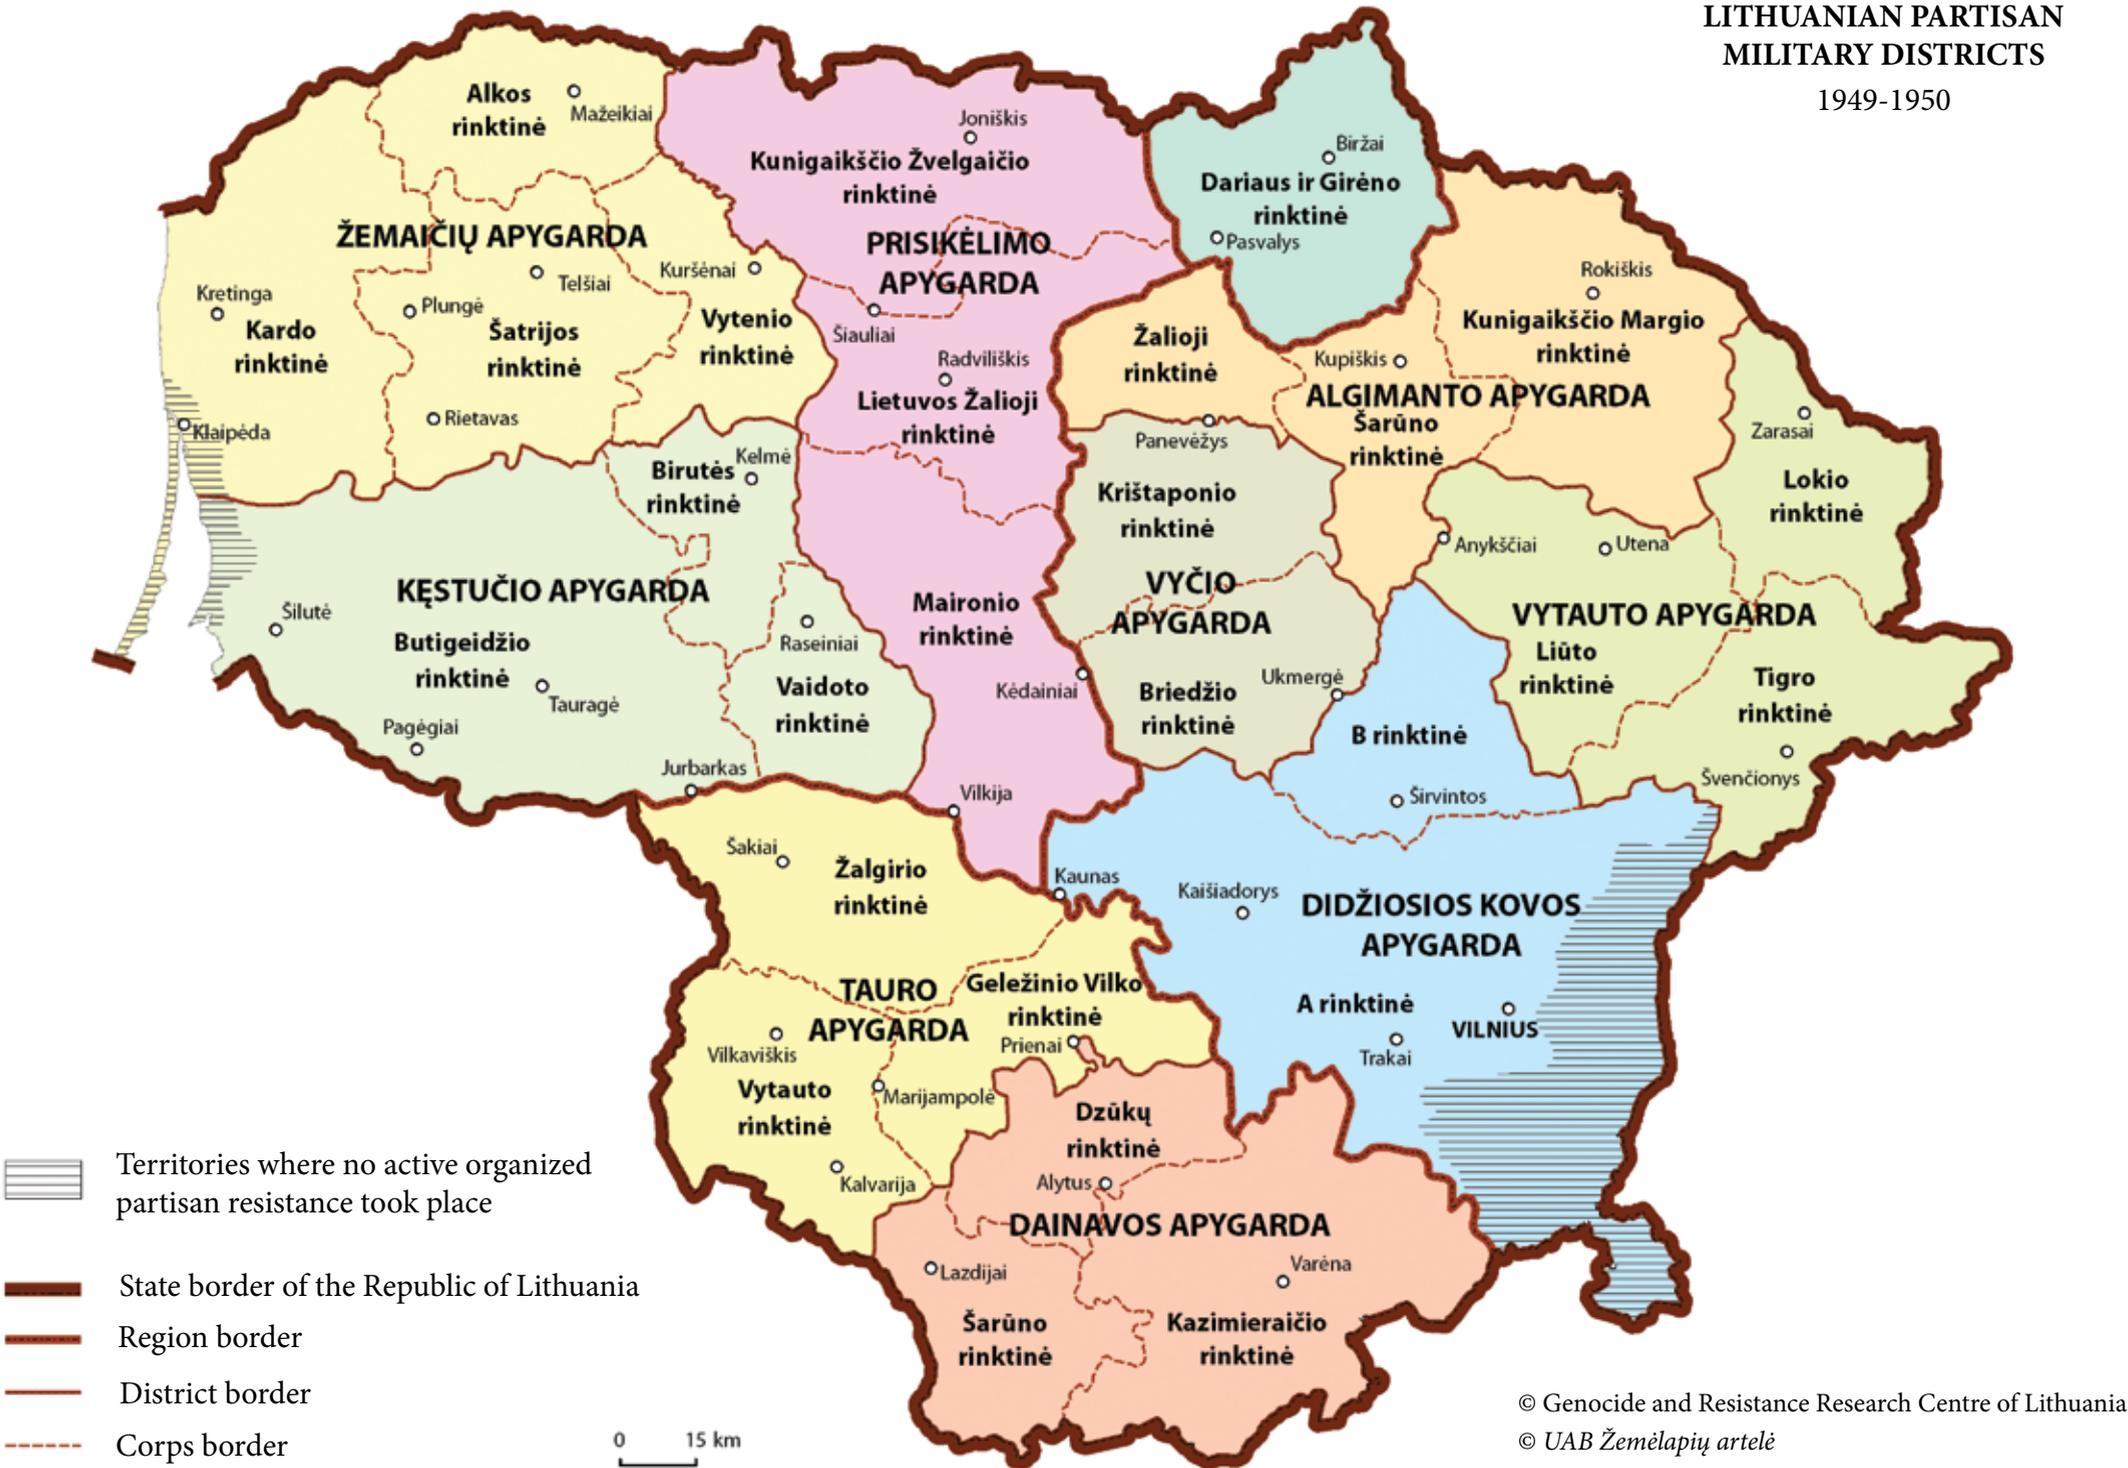 LITHUANIAN PARTISAN
MILITARY DISTRICTS
1949-1950
Alkos
rinktinė
Mažeikiai
ŽEMAIČIŲ APYGARDA
Kretinga
Kardo
rinktinė
Plungė
Telšiai
Šatrijos
rinktinė
Rietavas
Klaipėda
Kuršėnai
Vytenio
rinktinė
Joniškis
Kunigaikščio Žvelgaičio
rinktinė
PRISIKĖLIMO
APYGARDA
Šiauliai
Radviliškis
Lietuvos Žalioji
rinktinė
Maironio
rinktinė
Kėdainiai
Vilkija
Biržai
Dariaus ir Girėno
rinktinė
Pasvalys
Rokiškis
Kunigaikščio Margio
rinktinė
Žalioji
rinktinė
Kupiškis
ALGIMANTO APYGARDA
Šarūno
rinktinė
Panevėžys
Krištaponio
rinktinė
VYČIO
APYGARDA
Ukmergė
Briedžio
rinktinė
Zarasai
Lokio
rinktinė
Anykščiai
Utena
VYTAUTO APYGARDA
Liūto
rinktinė
Tigro
rinktinė
Švenčionys
Birutės
rinktinė
Kelmė
KĘSTUČIO APYGARDA
Šilutė
Butigeidžio
rinktinė
Tauragė
Pagėgiai
Jurbarkas
Raseiniai
Vaidoto
rinktinė
B rinktinė
Širvintos
Kaunas
Kaišiadorys
DIDŽIOSIOS KOVOS
APYGARDA
A rinktinė
VILNIUS
Trakai
Šakiai
Žalgirio
rinktinė
TAURO
APYGARDA
Geležinio Vilko
rinktinė
Prienai
Vilkaviškis
Vytauto
rinktinė
Marijampolė
Kalvarija
Dzūkų
rinktinė
Alytus
DAINAVOS APYGARDA
Lazdijai
Varėna
Šarūno
rinktinė
Kazimieraičio
rinktinė
Territories where no active organized
partisan resistance took place
State border of the Republic of Lithuania
Region border
District border
Corps border
0 15 km
© Genocide and Resistance Research Centre of Lithuania
© UAB Žemėlapių artelė